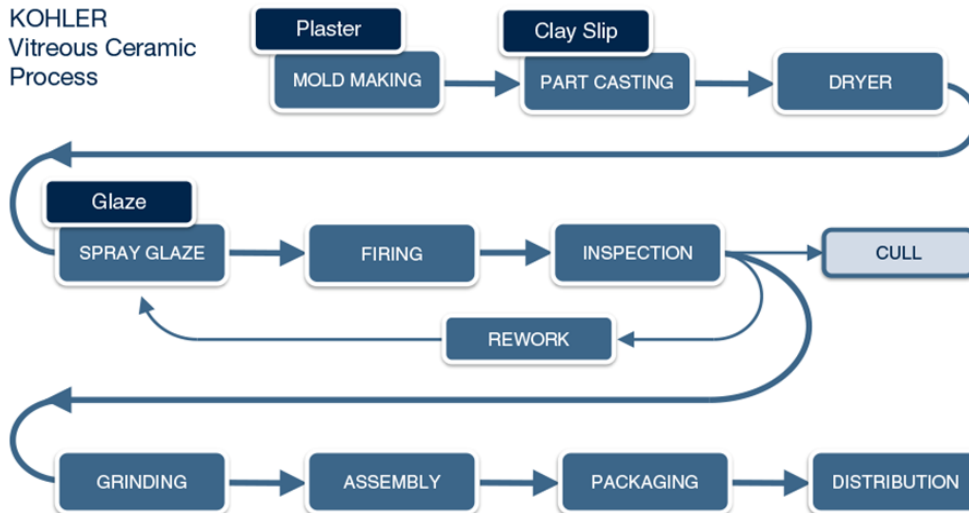 KOHLER
Vitreous Ceramic
Process
Plaster
MOLD MAKING
Clay Slip
PART CASTING
DRYER
Glaze
SPRAY GLAZE
FIRING
INSPECTION
CULL
REWORK
GRINDING
ASSEMBLY
PACKAGING
DISTRIBUTION